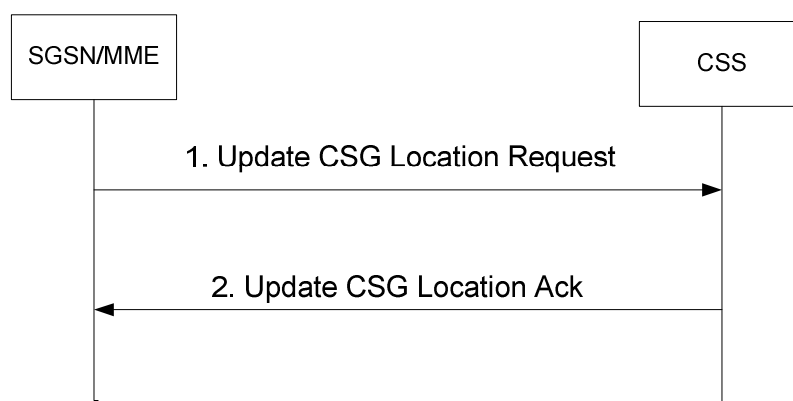 SGSN/MME
CSS
1. Update CSG Location Request
2. Update CSG Location Ack